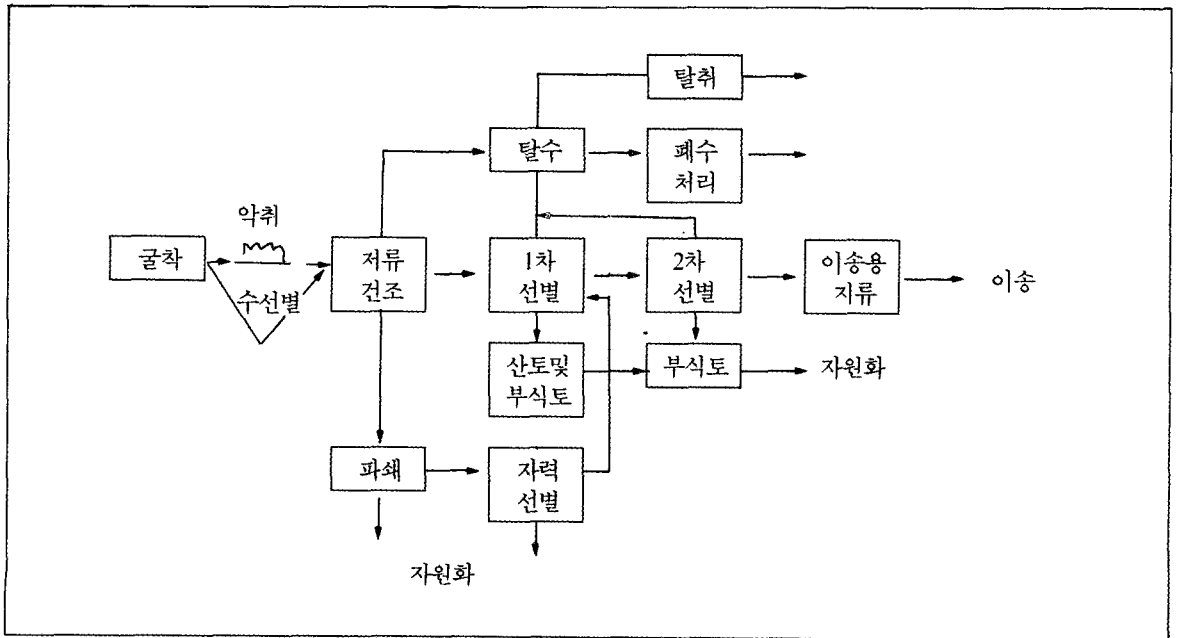 탈취
탈수
폐수
처리
악취
굴착
수선별
저류
건조
1차
선별
2차
선별
이송용
지류
이송
산토및
부식토
부식토
자원화
파쇄
자력
선별
자원화